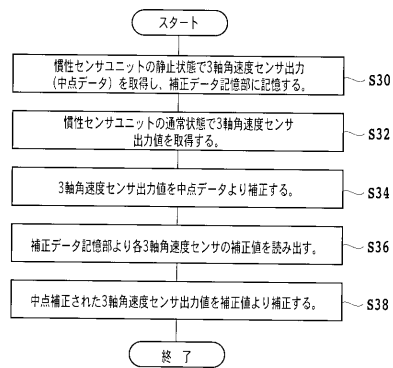 スタート
慣性センサユニットの静止状態で3軸角速度センサ出力
（中点データ）を取得し、補正データ記憶部に記憶する。
S30
慣性センサユニットの通常状態で3軸角速度センサ
出力値を取得する。
S32
3軸角速度センサ出力値を中点データより補正する。
S34
補正データ記憶部より各3軸角速度センサの補正値を読み出す。
S36
中点補正された3軸角速度センサ出力値を補正値より補正する。
S38
終 了